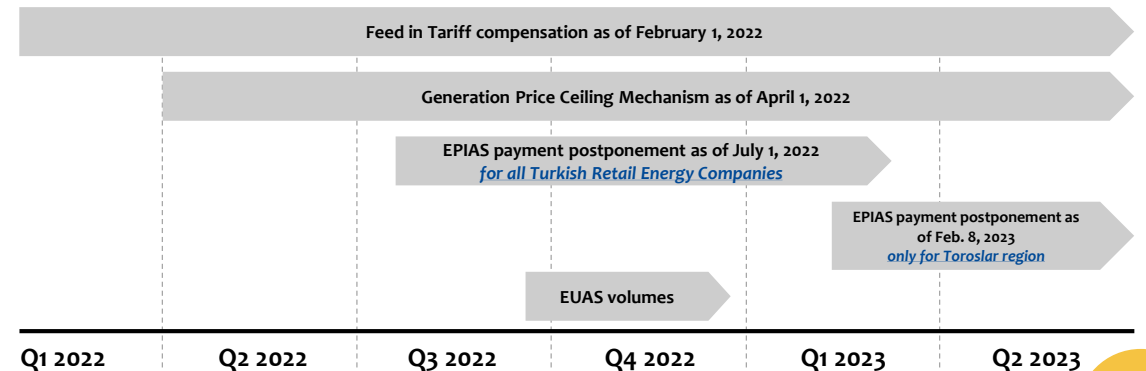 Feed in Tariff compensation as of February 1, 2022
Generation Price Ceiling Mechanism as of April 1, 2022
EPIAS payment postponement as of July 1, 2022
for all Turkish Retail Energy Companies
EPIAS payment postponement as
of Feb. 8, 2023
only for Toroslar region
EUAS volumes
Q1 2022 Q2 2022 Q3 2022 Q4 2022 Q1 2023 Q2 2023